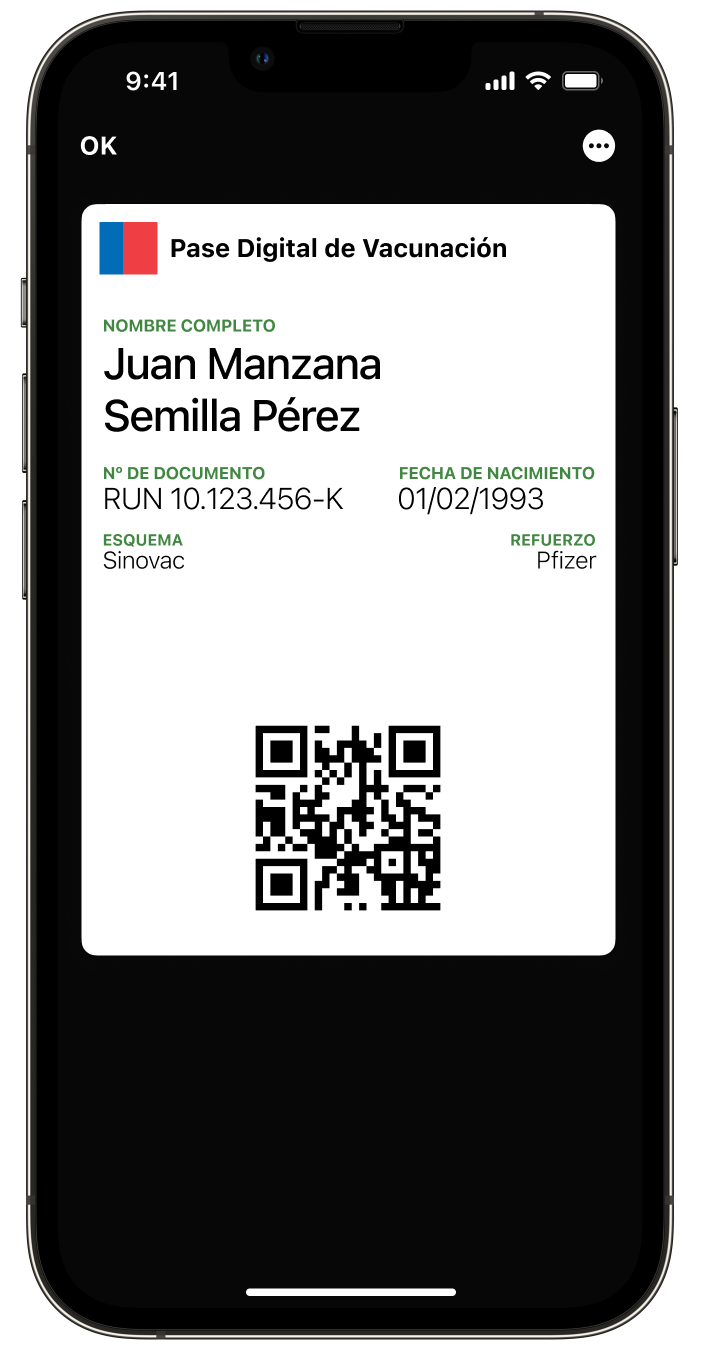 9:41
OK
Pase Digital de Vacunación
NOMBRE COMPLETO
Juan Manzana
Semilla Pérez
Nº DE DOCUMENTO FECHA DE NACIMIENTO
RUN 10.123.456-K 01/02/1993
ESQUEMA REFUERZO
Sinovac Pfizer